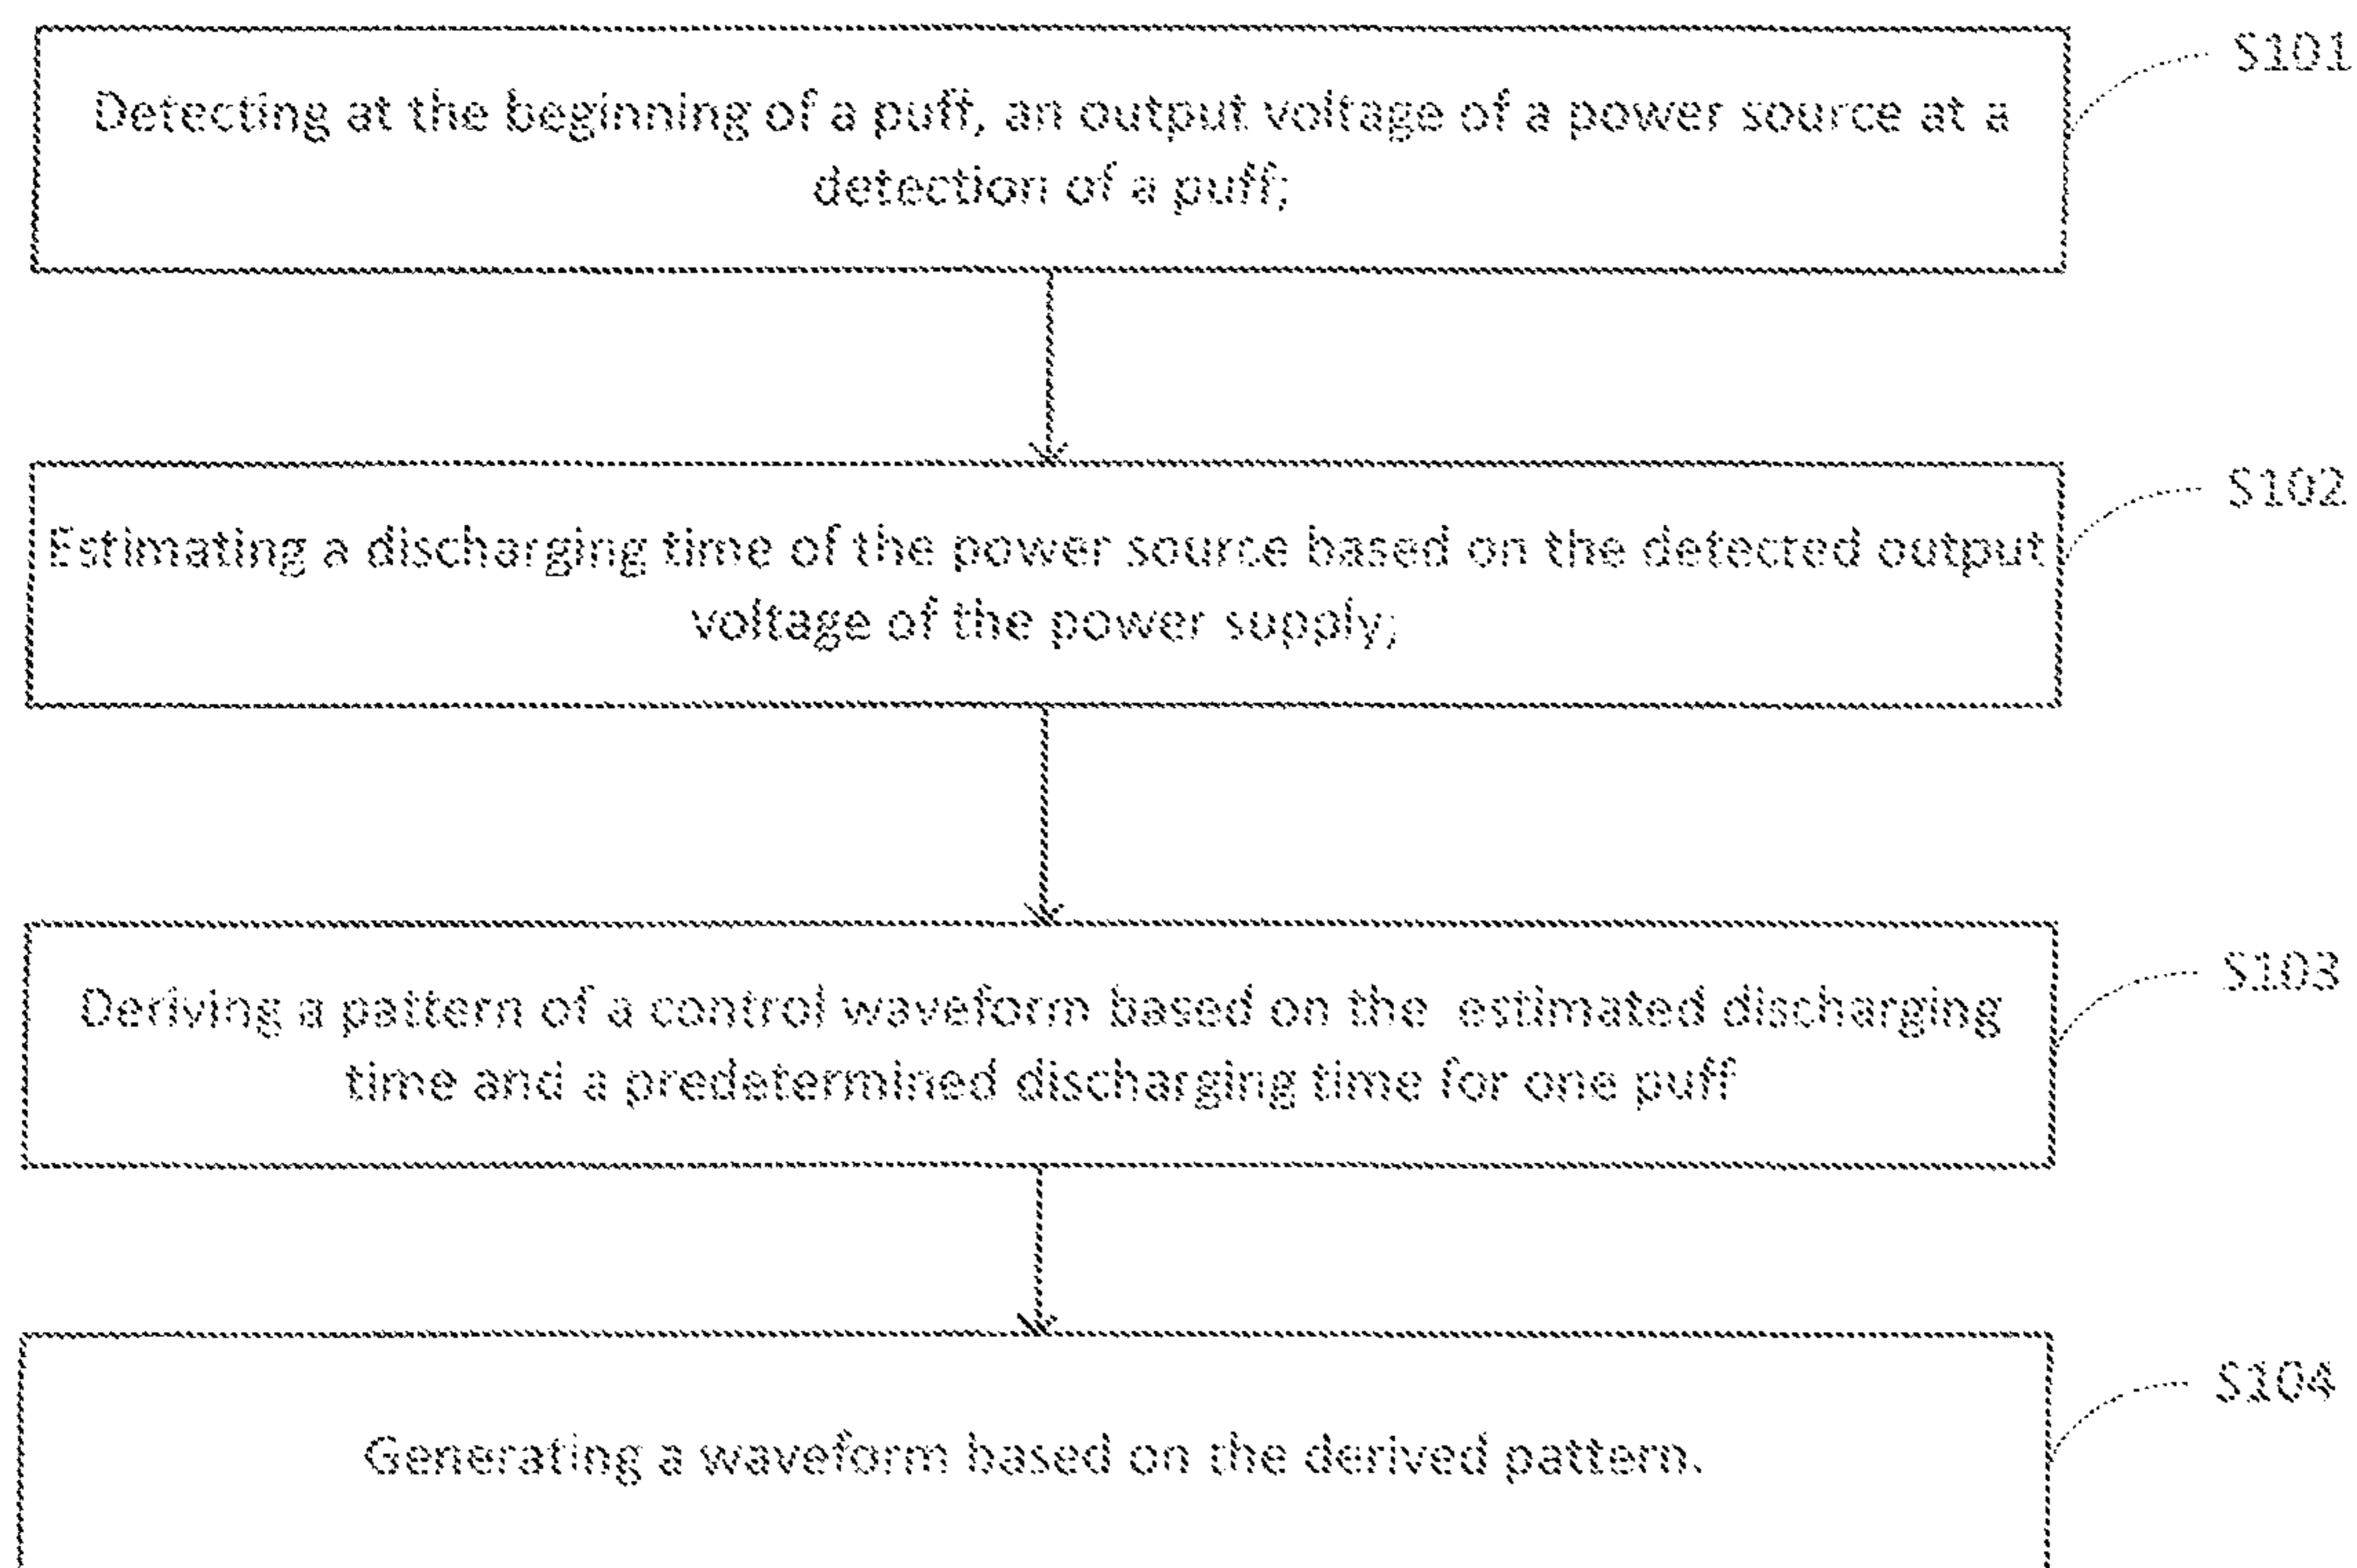 S101
Detecting at the beginning of a puff, an output voltage of a power source at a
detection of a puff;
S102
Estimating a discharging time of the power source based on the detected output
voltage of the power supply;
S103
Deriving a pattern of a control waveform based on the estimated discharging
time and a predetermined discharging time for one puff
S104
Generating a waveform based on the derived pattern.